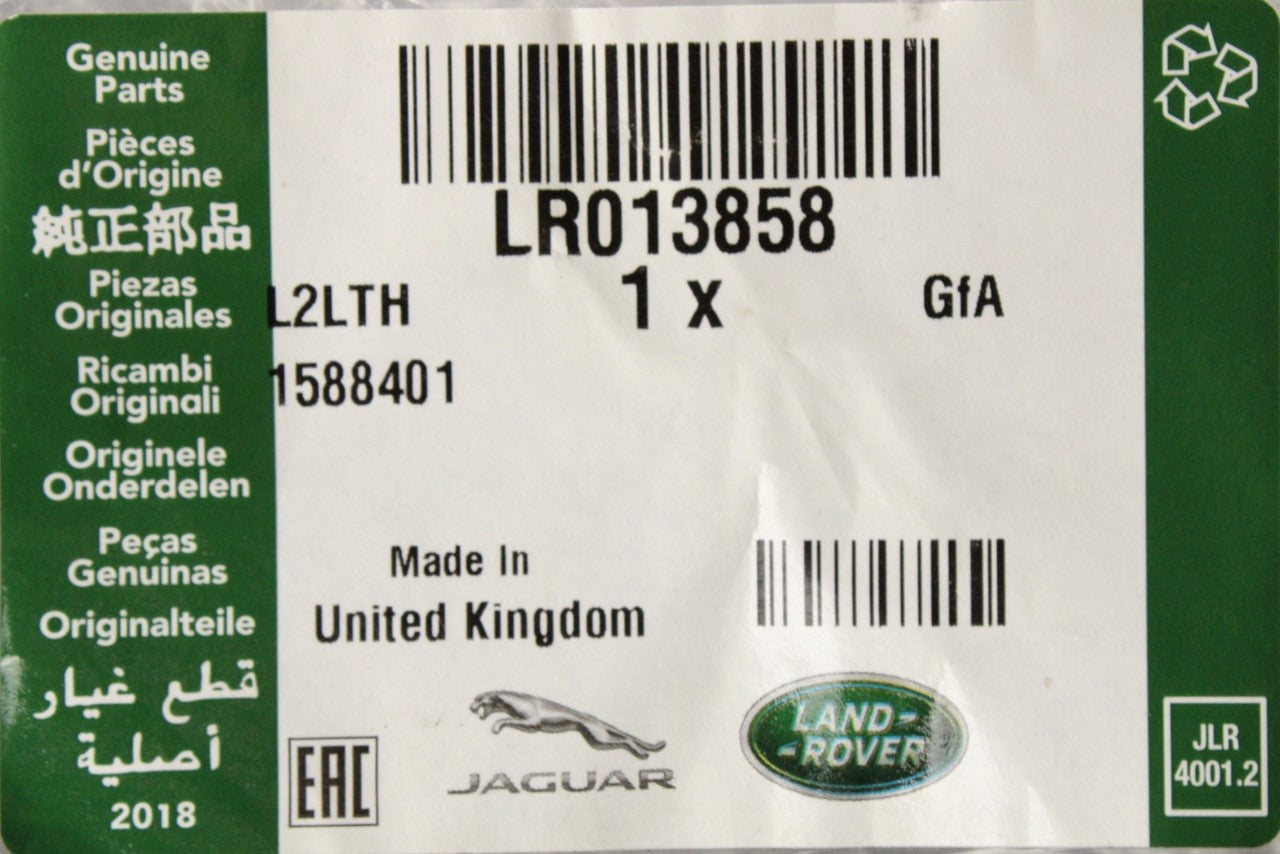 Genuine
Parts
Pièces
d'Origine
純正部品
Piezas
Originales
Ricambi
Originali
Originele
Onderdelen
Peças
Genuinas
Originalteile
قطع غيار
أصلية
2018
LR013858
L2LTH
1 x
GfA
1588401
Made In
United Kingdom
EAC
JAGUAR
LAND-
-ROVER
JLR
4001.2